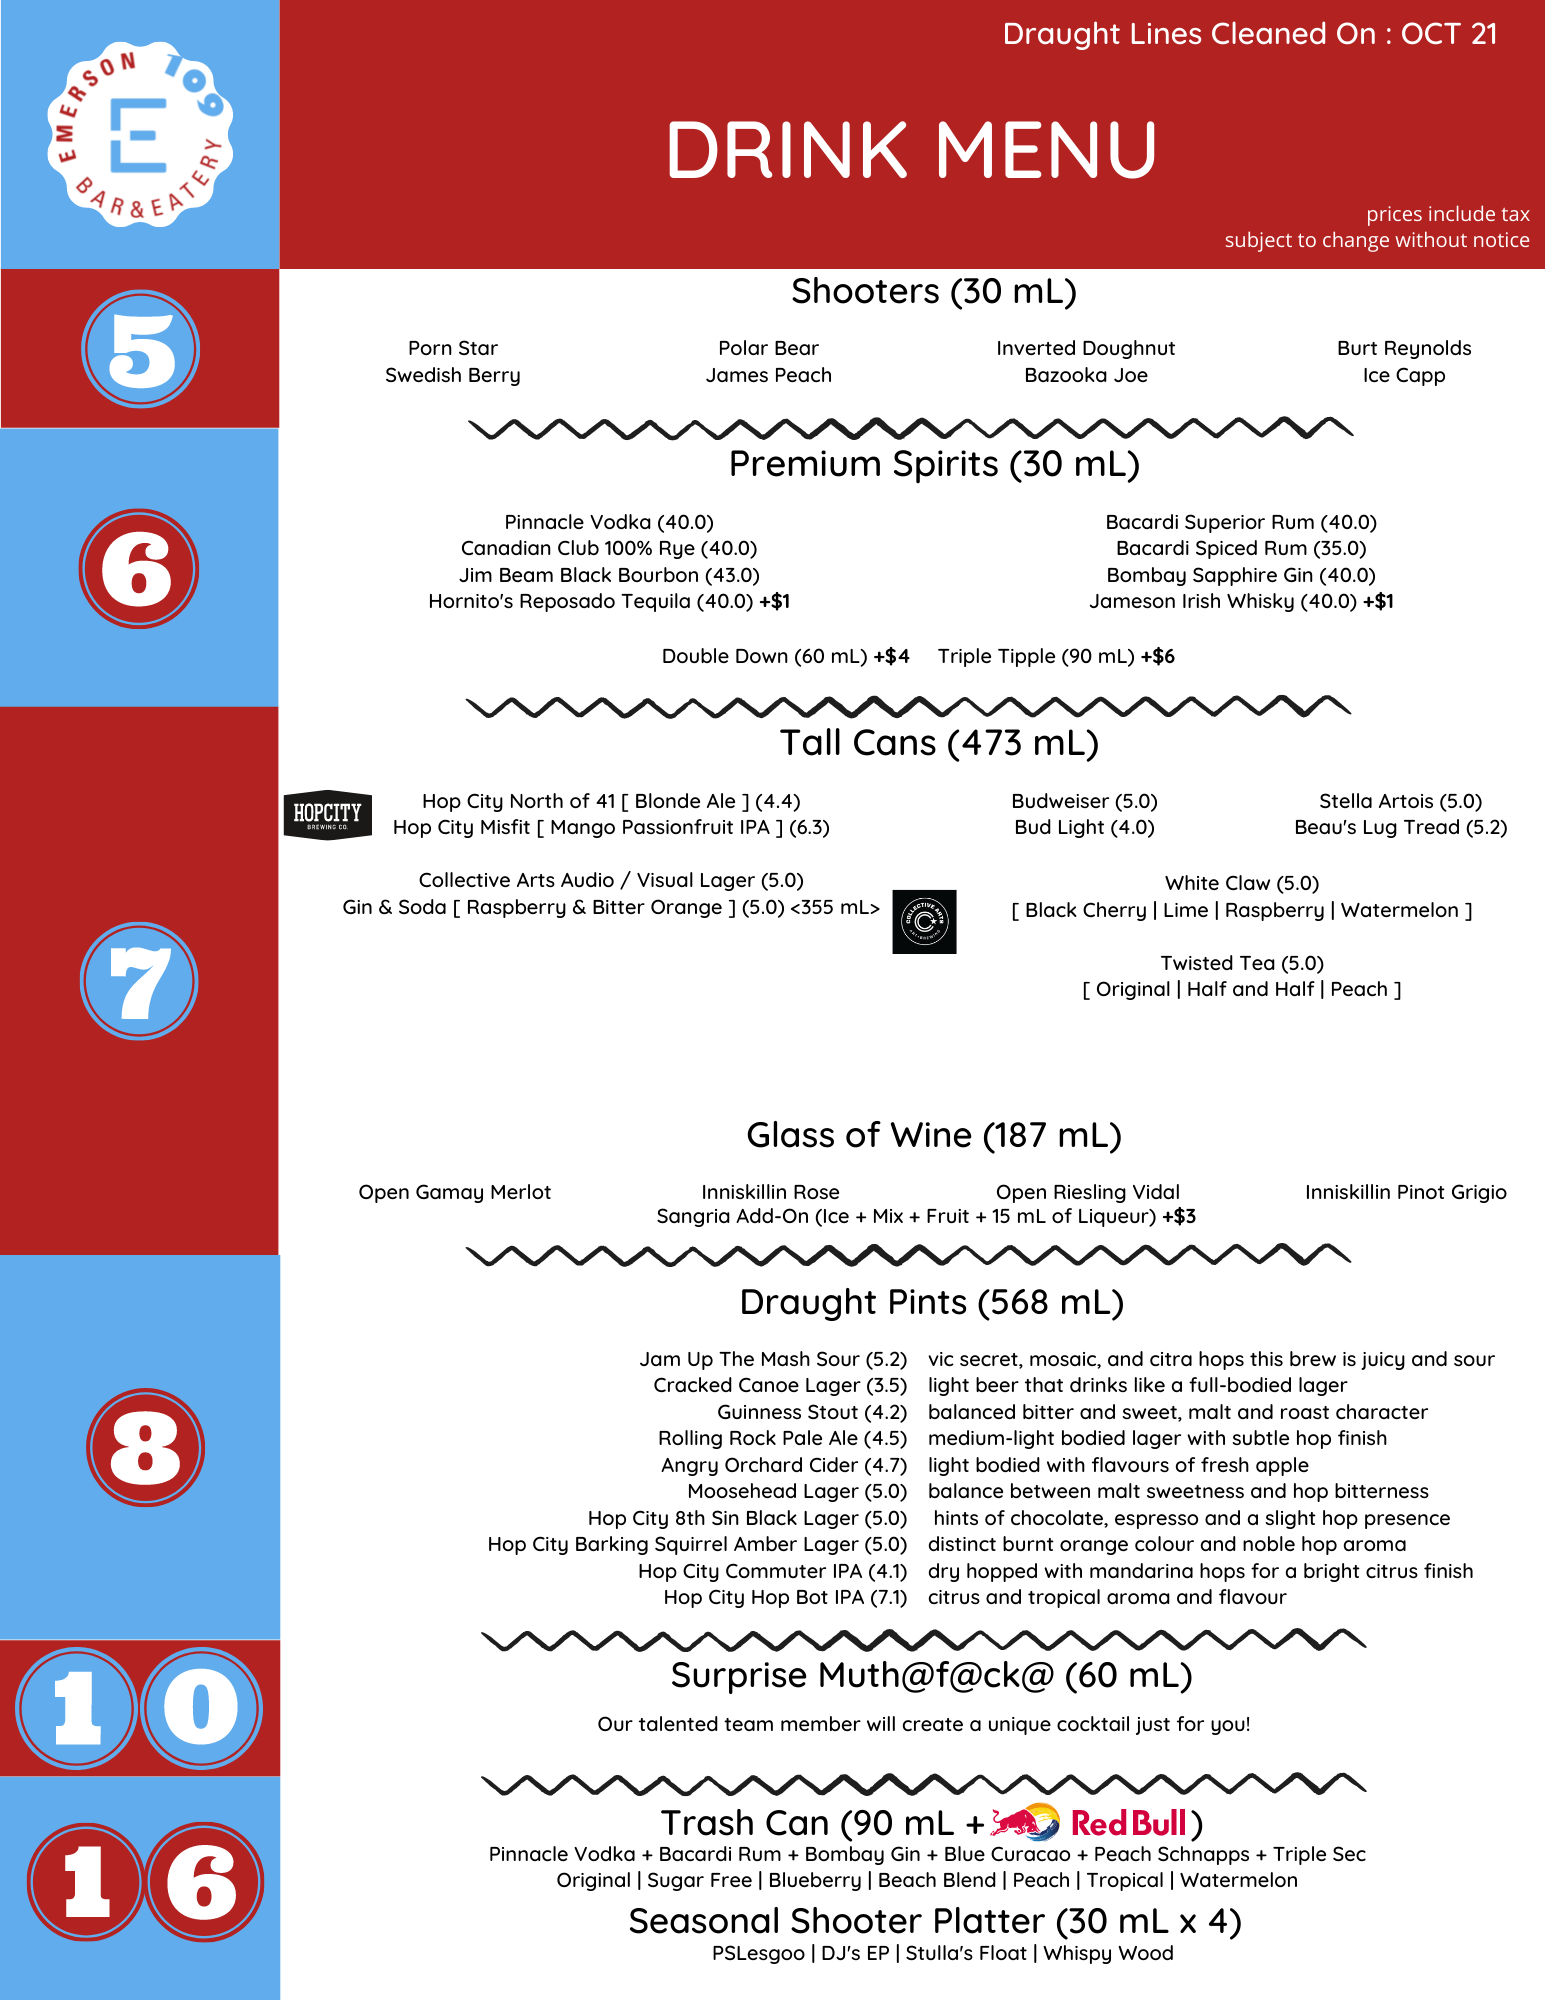 EMERSON 109
E
BAR & EATERY
Draught Lines Cleaned On : OCT 21
DRINK MENU
prices include tax
subject to change without notice
5
Shooters (30 mL)
Porn Star Polar Bear Inverted Doughnut Burt Reynolds
Swedish Berry James Peach Bazooka Joe Ice Capp
6
Premium Spirits (30 mL)
Pinnacle Vodka (40.0) Bacardi Superior Rum (40.0)
Canadian Club 100% Rye (40.0) Bacardi Spiced Rum (35.0)
Jim Beam Black Bourbon (43.0) Bombay Sapphire Gin (40.0)
Hornito's Reposado Tequila (40.0) +$1 Jameson Irish Whisky (40.0) +$1
Double Down (60 mL) +$4 Triple Tipple (90 mL) +$6
7
Tall Cans (473 mL)
HOPCITY
BREWING CO.
Hop City North of 41 [ Blonde Ale ] (4.4) Budweiser (5.0) Stella Artois (5.0)
Hop City Misfit [ Mango Passionfruit IPA ] (6.3) Bud Light (4.0) Beau's Lug Tread (5.2)
Collective Arts Audio / Visual Lager (5.0)
Gin & Soda [ Raspberry & Bitter Orange ] (5.0) <355 mL>
COLLECTIVE ARTS
C
ART+BREWING
White Claw (5.0)
[ Black Cherry | Lime | Raspberry | Watermelon ]
Twisted Tea (5.0)
[ Original | Half and Half | Peach ]
Glass of Wine (187 mL)
Open Gamay Merlot Inniskillin Rose Open Riesling Vidal Inniskillin Pinot Grigio
Sangria Add-On (Ice + Mix + Fruit + 15 mL of Liqueur) +$3
8
Draught Pints (568 mL)
Jam Up The Mash Sour (5.2) vic secret, mosaic, and citra hops this brew is juicy and sour
Cracked Canoe Lager (3.5) light beer that drinks like a full-bodied lager
Guinness Stout (4.2) balanced bitter and sweet, malt and roast character
Rolling Rock Pale Ale (4.5) medium-light bodied lager with subtle hop finish
Angry Orchard Cider (4.7) light bodied with flavours of fresh apple
Moosehead Lager (5.0) balance between malt sweetness and hop bitterness
Hop City 8th Sin Black Lager (5.0) hints of chocolate, espresso and a slight hop presence
Hop City Barking Squirrel Amber Lager (5.0) distinct burnt orange colour and noble hop aroma
Hop City Commuter IPA (4.1) dry hopped with mandarina hops for a bright citrus finish
Hop City Hop Bot IPA (7.1) citrus and tropical aroma and flavour
10
Surprise Muth@f@ck@ (60 mL)
Our talented team member will create a unique cocktail just for you!
16
Trash Can (90 mL + Red Bull)
Pinnacle Vodka + Bacardi Rum + Bombay Gin + Blue Curacao + Peach Schnapps + Triple Sec
Original | Sugar Free | Blueberry | Beach Blend | Peach | Tropical | Watermelon
Seasonal Shooter Platter (30 mL x 4)
PSLesgoo | DJ's EP | Stulla's Float | Whispy Wood